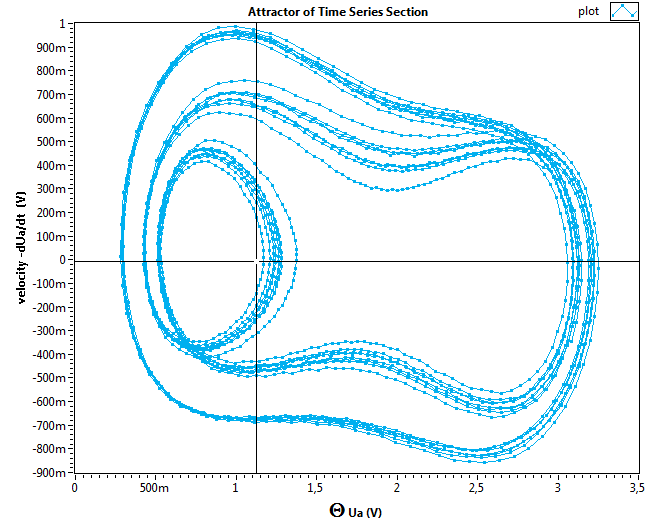 Attractor of Time Series Section
plot
1
900m
800m
700m
600m
500m
400m
300m
200m
100m
0
-100m
-200m
-300m
-400m
-500m
-600m
-700m
-800m
-900m
velocity -dUa/dt (V)
0 500m 1 1,5 2 2,5 3 3,5
Θ Ua (V)